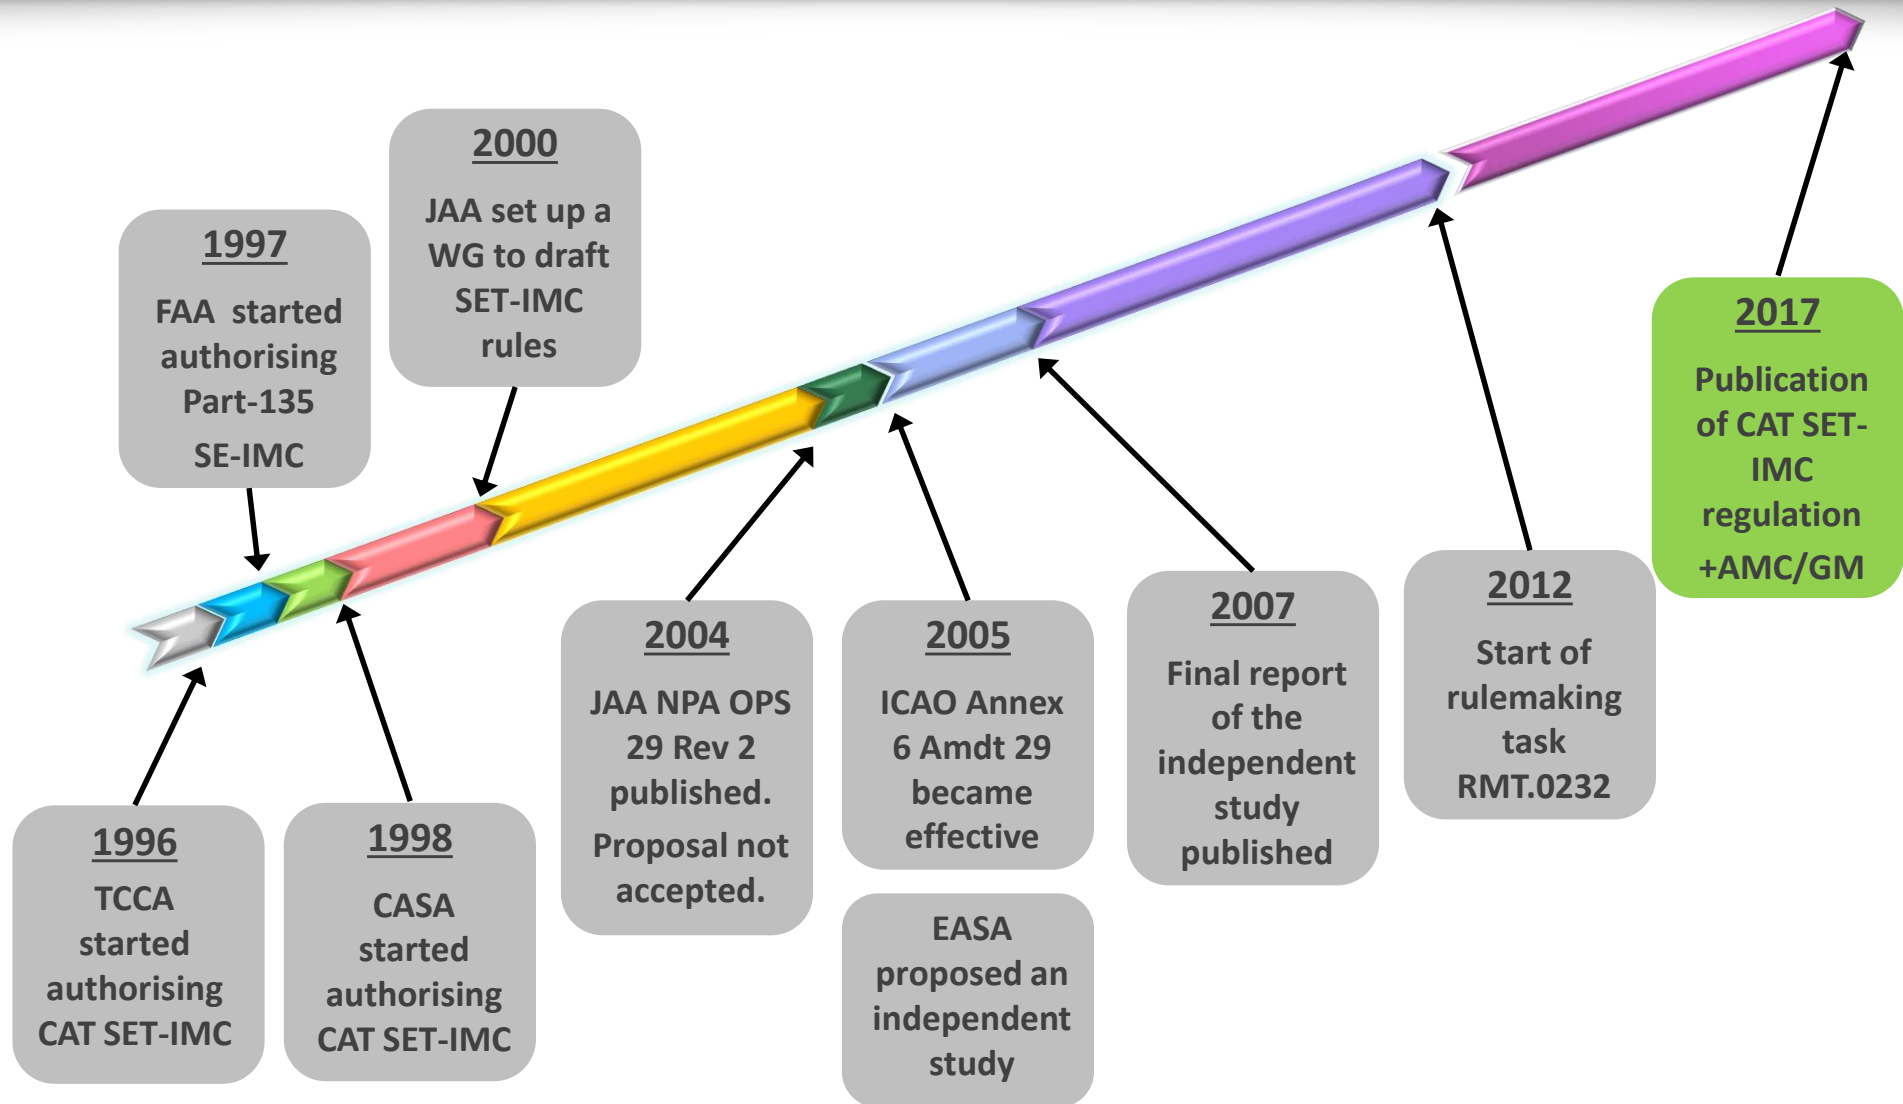 1996
TCCA
started
authorising
CAT SET-IMC
1997
FAA started
authorising
Part-135
SE-IMC
1998
CASA
started
authorising
CAT SET-IMC
2000
JAA set up a
WG to draft
SET-IMC
rules
2004
JAA NPA OPS
29 Rev 2
published.
Proposal not
accepted.
2005
ICAO Annex
6 Amdt 29
became
effective
EASA
proposed an
independent
study
2007
Final report
of the
independent
study
published
2012
Start of
rulemaking
task
RMT.0232
2017
Publication
of CAT SET-
IMC
regulation
+AMC/GM